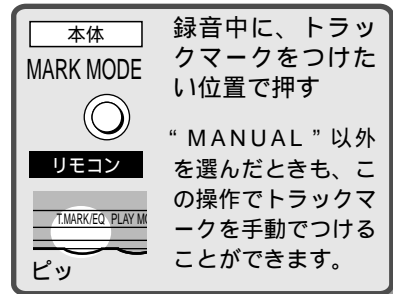 本体
MARK MODE
リモコン
T.MARK/EQ PLAY MO
ピッ
録音中に、トラッ
クマークをつけた
い位置で押す
“MANUAL”以外
を選んだときも、こ
の操作でトラックマ
ークを手動でつける
ことができます。